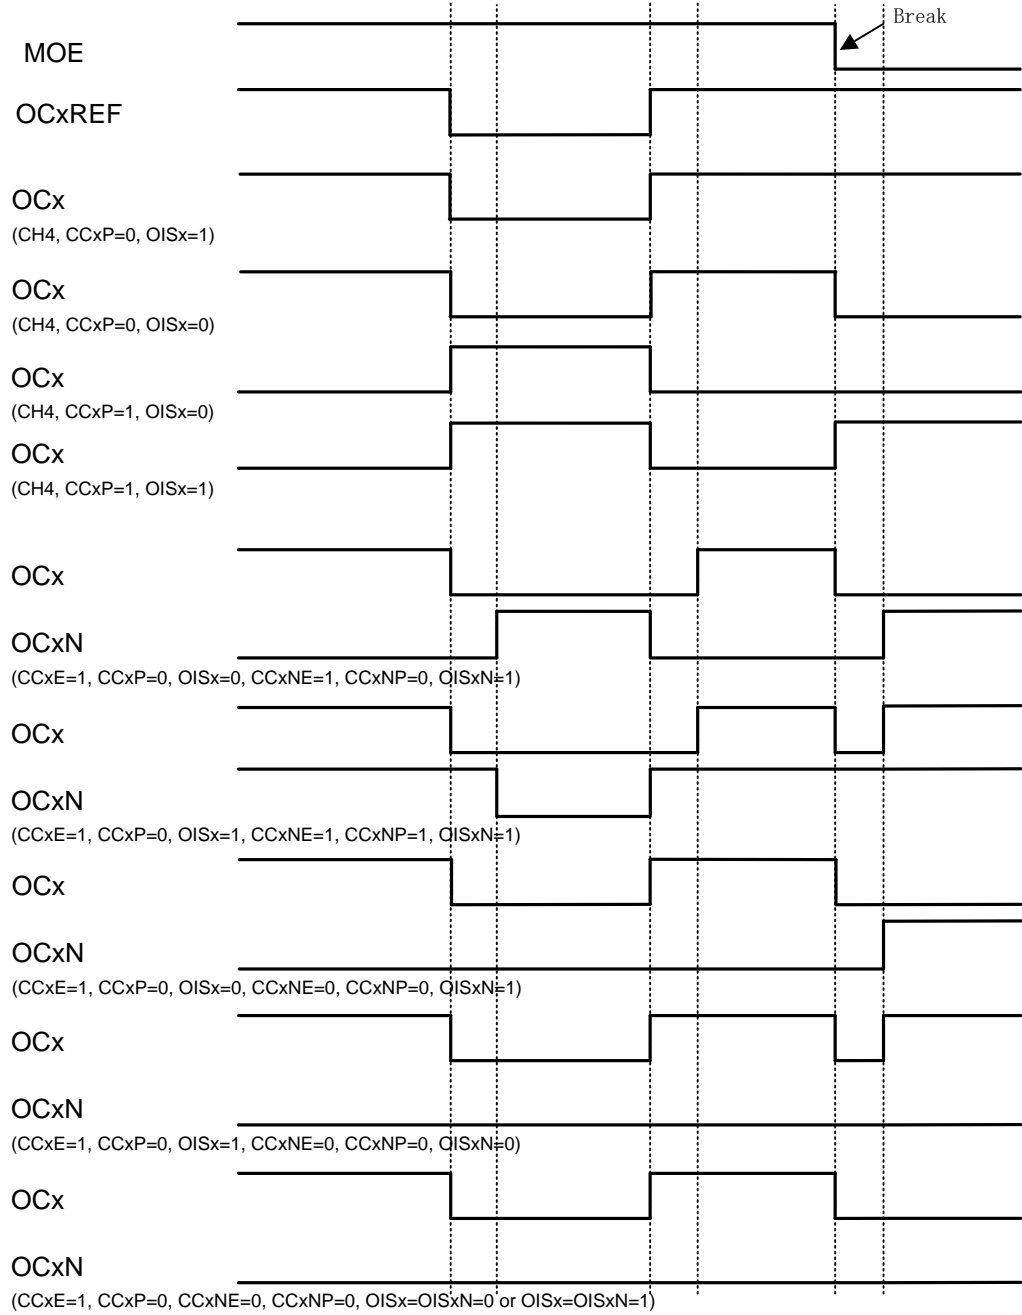 Break
MOE
OCxREF
OCx
(CH4, CCxP=0, OISx=1)
OCx
(CH4, CCxP=0, OISx=0)
OCx
(CH4, CCxP=1, OISx=0)
OCx
(CH4, CCxP=1, OISx=1)
OCx
OCxN
(CCxE=1, CCxP=0, OISx=0, CCxNE=1, CCxNP=0, OISxN=1)
OCx
OCxN
(CCxE=1, CCxP=0, OISx=1, CCxNE=1, CCxNP=1, OISxN=1)
OCx
OCxN
(CCxE=1, CCxP=0, OISx=0, CCxNE=0, CCxNP=0, OISxN=1)
OCx
OCxN
(CCxE=1, CCxP=0, OISx=1, CCxNE=0, CCxNP=0, OISxN=0)
OCx
OCxN
(CCxE=1, CCxP=0, CCxNE=0, CCxNP=0, OISx=OISxN=0 or OISx=OISxN=1)